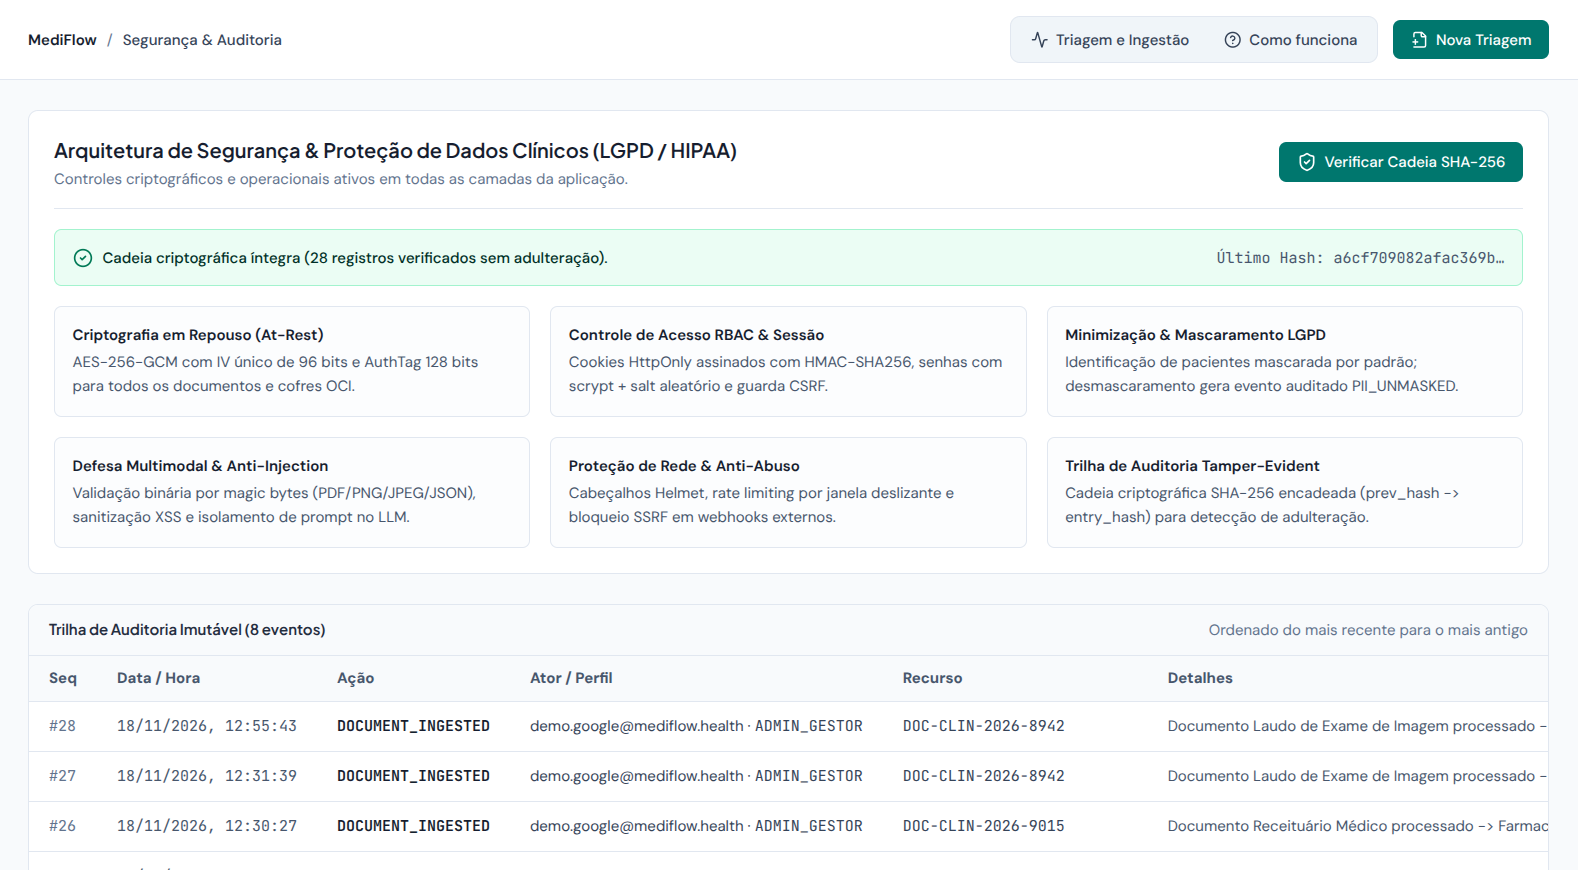 MediFlow / Segurança & Auditoria
Triagem e Ingestão
Como funciona
Nova Triagem
Arquitetura de Segurança & Proteção de Dados Clínicos (LGPD / HIPAA)
Controles criptográficos e operacionais ativos em todas as camadas da aplicação.
Verificar Cadeia SHA-256
Cadeia criptográfica íntegra (28 registros verificados sem adulteração).
Último Hash: a6cf709082afac369b…
Criptografia em Repouso (At-Rest)
AES-256-GCM com IV único de 96 bits e AuthTag 128 bits
para todos os documentos e cofres OCI.
Controle de Acesso RBAC & Sessão
Cookies HttpOnly assinados com HMAC-SHA256, senhas com
scrypt + salt aleatório e guarda CSRF.
Minimização & Mascaramento LGPD
Identificação de pacientes mascarada por padrão;
desmascaramento gera evento auditado PII_UNMASKED.
Defesa Multimodal & Anti-Injection
Validação binária por magic bytes (PDF/PNG/JPEG/JSON),
sanitização XSS e isolamento de prompt no LLM.
Proteção de Rede & Anti-Abuso
Cabeçalhos Helmet, rate limiting por janela deslizante e
bloqueio SSRF em webhooks externos.
Trilha de Auditoria Tamper-Evident
Cadeia criptográfica SHA-256 encadeada (prev_hash ->
entry_hash) para detecção de adulteração.
Trilha de Auditoria Imutável (8 eventos)
Ordenado do mais recente para o mais antigo
Seq Data / Hora Ação Ator / Perfil Recurso Detalhes
#28 18/11/2026, 12:55:43 DOCUMENT_INGESTED demo.google@mediflow.health · ADMIN_GESTOR DOC-CLIN-2026-8942 Documento Laudo de Exame de Imagem processado -
#27 18/11/2026, 12:31:39 DOCUMENT_INGESTED demo.google@mediflow.health · ADMIN_GESTOR DOC-CLIN-2026-8942 Documento Laudo de Exame de Imagem processado -
#26 18/11/2026, 12:30:27 DOCUMENT_INGESTED demo.google@mediflow.health · ADMIN_GESTOR DOC-CLIN-2026-9015 Documento Receituário Médico processado -> Farmac